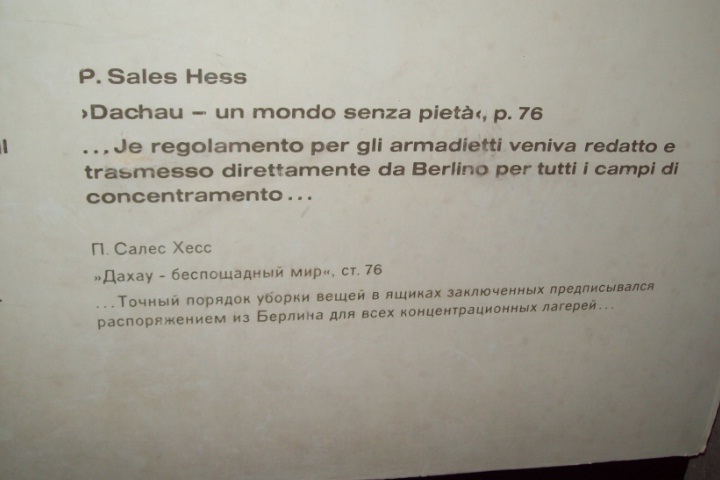 P. Sales Hess
›Dachau – un mondo senza pietà‹, p. 76
...Je regolamento per gli armadietti veniva redatto e
trasmesso direttamente da Berlino per tutti i campi di
concentramento...
П. Салес Хесс
»Дахау - беспощадный мир«, ст. 76
...Точный порядок уборки вещей в ящиках заключенных предписывался
распоряжением из Берлина для всех концентрационных лагерей...